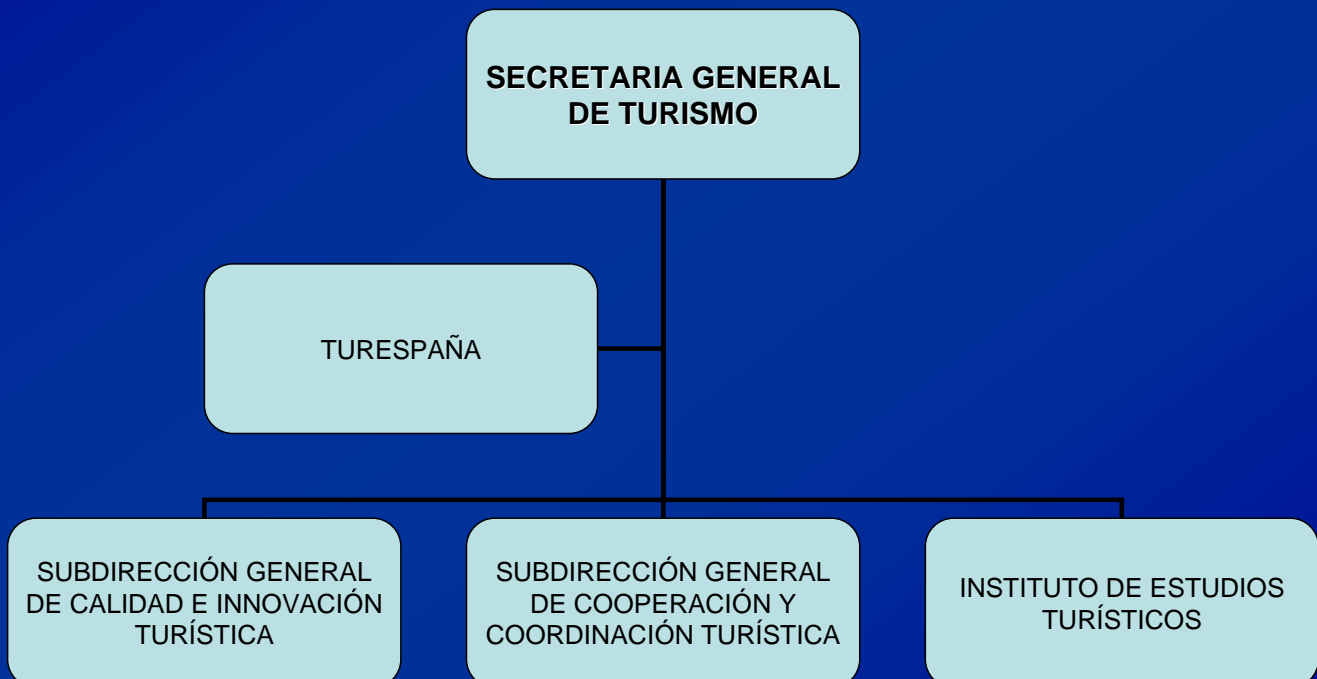 SECRETARIA GENERAL
DE TURISMO
TURESPAÑA
SUBDIRECCIÓN GENERAL
DE CALIDAD E INNOVACIÓN
TURÍSTICA
SUBDIRECCIÓN GENERAL
DE COOPERACIÓN Y
COORDINACIÓN TURÍSTICA
INSTITUTO DE ESTUDIOS
TURÍSTICOS